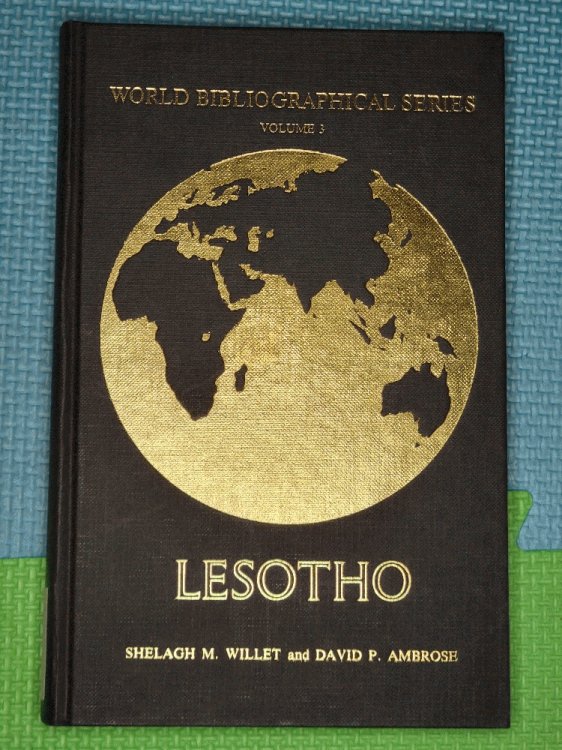 WORLD BIBLIOGRAPHICAL SERIES
VOLUME 3
LESOTHO
SHELAGH M. WILLET and DAVID P. AMBROSE